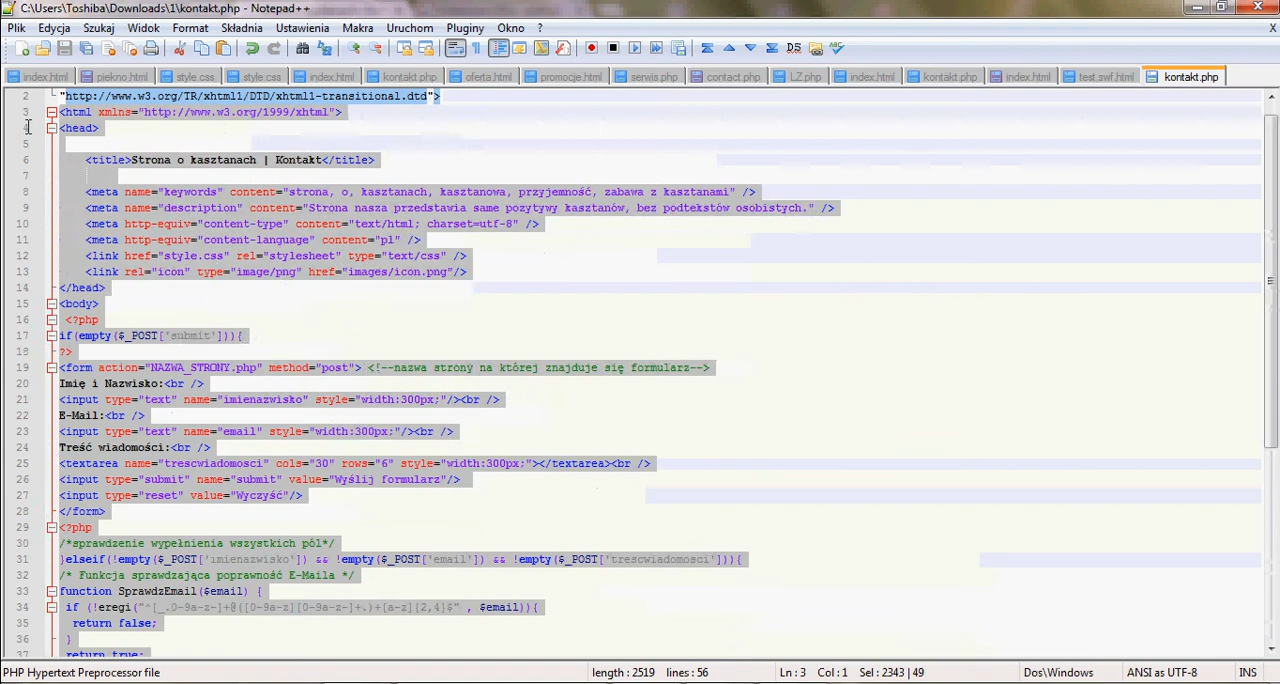 C:\Users\Toshiba\Downloads\1\kontakt.php - Notepad++
Plik Edycja Szukaj Widok Format Składnia Ustawienia Makra Uruchom Pluginy Okno ? X
index.html piekno.html style.css style.css index.html kontakt.php oferta.html promocje.html serwis.php contact.php LZ.php index.html kontakt.php index.html test.swf.html kontakt.php
2 "http://www.w3.org/TR/xhtml1/DTD/xhtml1-transitional.dtd">
3 <html xmlns="http://www.w3.org/1999/xhtml">
4 <head>
5
6 <title>Strona o kasztanach | Kontakt</title>
7
8 <meta name="keywords" content="strona, o, kasztanach, kasztanowa, przyjemność, zabawa z kasztanami" />
9 <meta name="description" content="Strona nasza przedstawia same pozytywy kasztanów, bez podtekstów osobistych." />
10 <meta http-equiv="content-type" content="text/html; charset=utf-8" />
11 <meta http-equiv="content-language" content="pl" />
12 <link href="style.css" rel="stylesheet" type="text/css" />
13 <link rel="icon" type="image/png" href="images/icon.png"/>
14 </head>
15 <body>
16 <?php
17 if(empty($_POST['submit'])){
18 ?>
19 <form action="NAZWA_STRONY.php" method="post"> <!--nazwa strony na której znajduje się formularz-->
20 Imię i Nazwisko:<br />
21 <input type="text" name="imienazwisko" style="width:300px;"/><br />
22 E-Mail:<br />
23 <input type="text" name="email" style="width:300px;"/><br />
24 Treść wiadomości:<br />
25 <textarea name="trescwiadomosci" cols="30" rows="6" style="width:300px;"></textarea><br />
26 <input type="submit" name="submit" value="Wyślij formularz"/>
27 <input type="reset" value="Wyczyść"/>
28 </form>
29 <?php
30 /*sprawdzenie wypełnienia wszystkich pól*/
31 }elseif(!empty($_POST['imienazwisko']) && !empty($_POST['email']) && !empty($_POST['trescwiadomosci'])){
32 /* Funkcja sprawdzająca poprawność E-Maila */
33 function SprawdzEmail($email) {
34 if (!eregi("^[_.0-9a-z-]+@([0-9a-z][0-9a-z-]+.)+[a-z]{2,4}$" , $email)){
35 return false;
36 }
37 return true;
PHP Hypertext Preprocessor file length : 2519 lines : 56 Ln : 3 Col : 1 Sel : 2343 | 49 Dos\Windows ANSI as UTF-8 INS